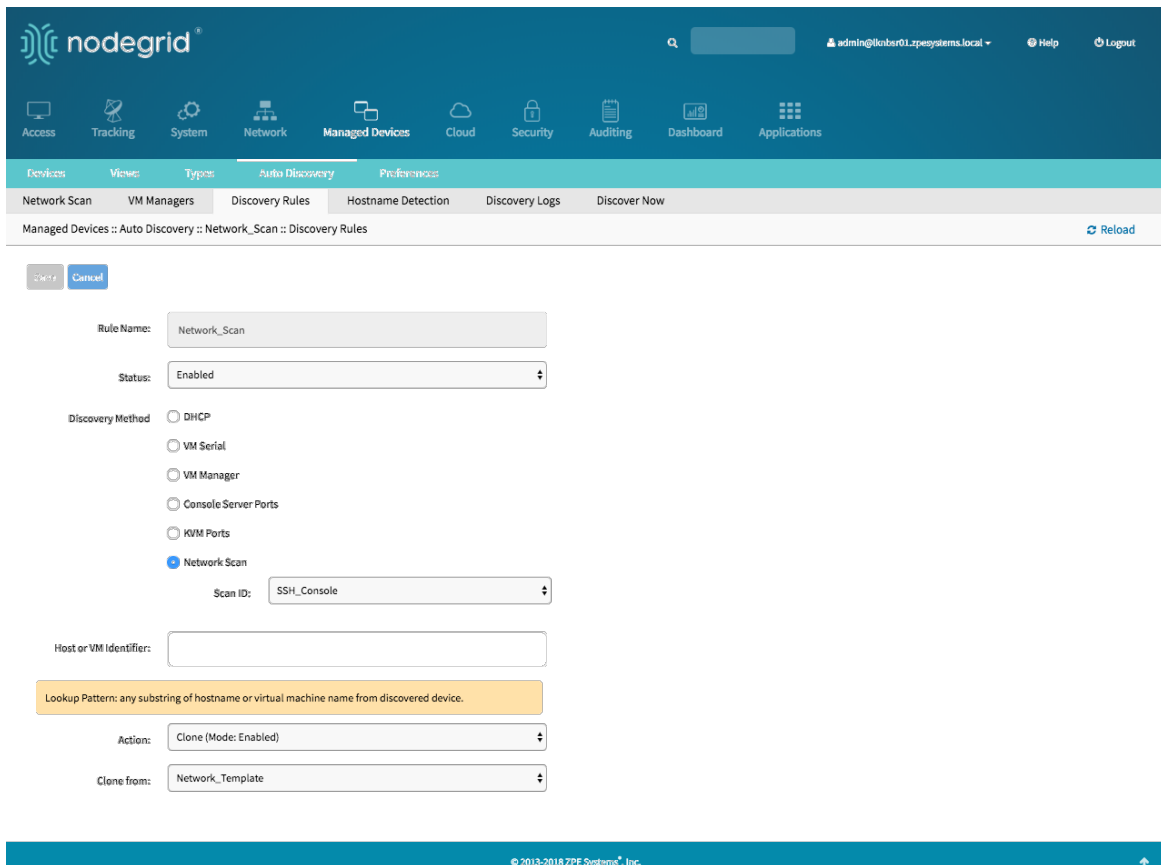 nodegrid®
admin@lknbsr01.zpesystems.local
Help
Logout
Access
Tracking
System
Network
Managed Devices
Cloud
Security
Auditing
Dashboard
Applications
Devices
Views
Types
Auto Discovery
Preferences
Network Scan
VM Managers
Discovery Rules
Hostname Detection
Discovery Logs
Discover Now
Managed Devices :: Auto Discovery :: Network_Scan :: Discovery Rules
Reload
Save
Cancel
Rule Name:
Network_Scan
Status:
Enabled
Discovery Method
DHCP
VM Serial
VM Manager
Console Server Ports
KVM Ports
Network Scan
Scan ID:
SSH_Console
Host or VM Identifier:
Lookup Pattern: any substring of hostname or virtual machine name from discovered device.
Action:
Clone (Mode: Enabled)
Clone from:
Network_Template
© 2013-2018 ZPE Systems®, Inc.